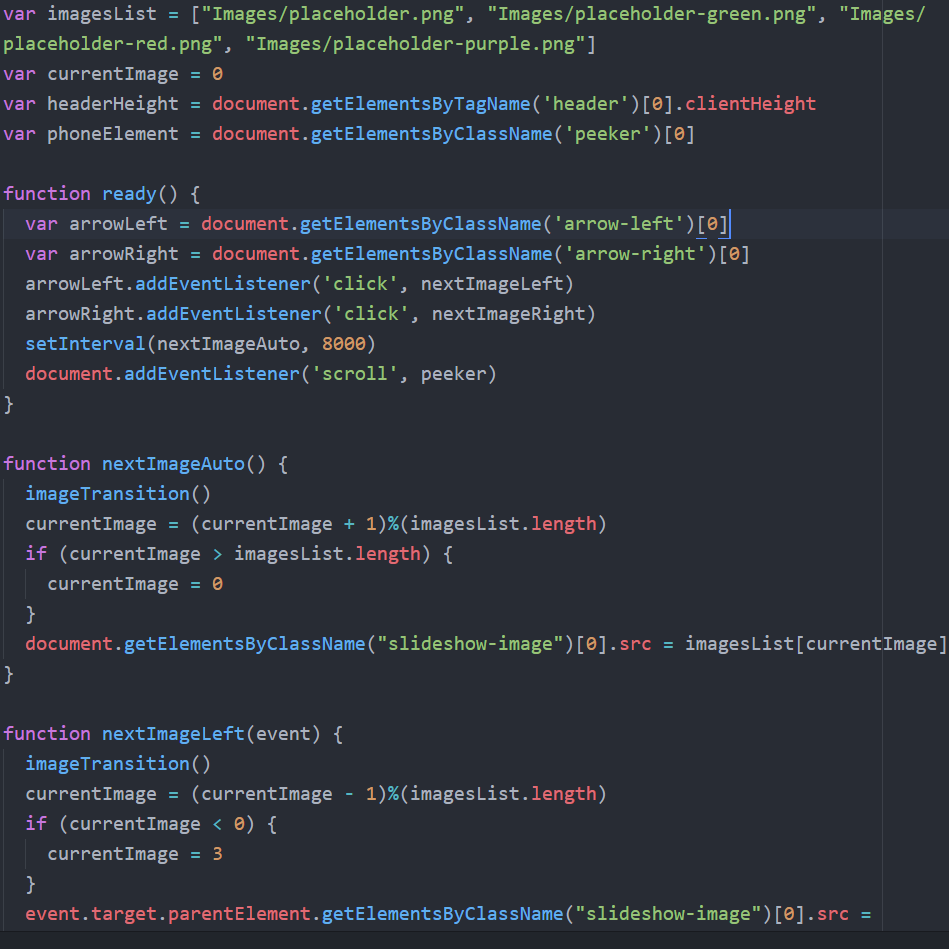 var imagesList = ["Images/placeholder.png", "Images/placeholder-green.png", "Images/
placeholder-red.png", "Images/placeholder-purple.png"]
var currentImage = 0
var headerHeight = document.getElementsByTagName('header')[0].clientHeight
var phoneElement = document.getElementsByClassName('peeker')[0]

function ready() {
  var arrowLeft = document.getElementsByClassName('arrow-left')[0]
  var arrowRight = document.getElementsByClassName('arrow-right')[0]
  arrowLeft.addEventListener('click', nextImageLeft)
  arrowRight.addEventListener('click', nextImageRight)
  setInterval(nextImageAuto, 8000)
  document.addEventListener('scroll', peeker)
}

function nextImageAuto() {
  imageTransition()
  currentImage = (currentImage + 1)%(imagesList.length)
  if (currentImage > imagesList.length) {
    currentImage = 0
  }
  document.getElementsByClassName("slideshow-image")[0].src = imagesList[currentImage]
}

function nextImageLeft(event) {
  imageTransition()
  currentImage = (currentImage - 1)%(imagesList.length)
  if (currentImage < 0) {
    currentImage = 3
  }
  event.target.parentElement.getElementsByClassName("slideshow-image")[0].src =